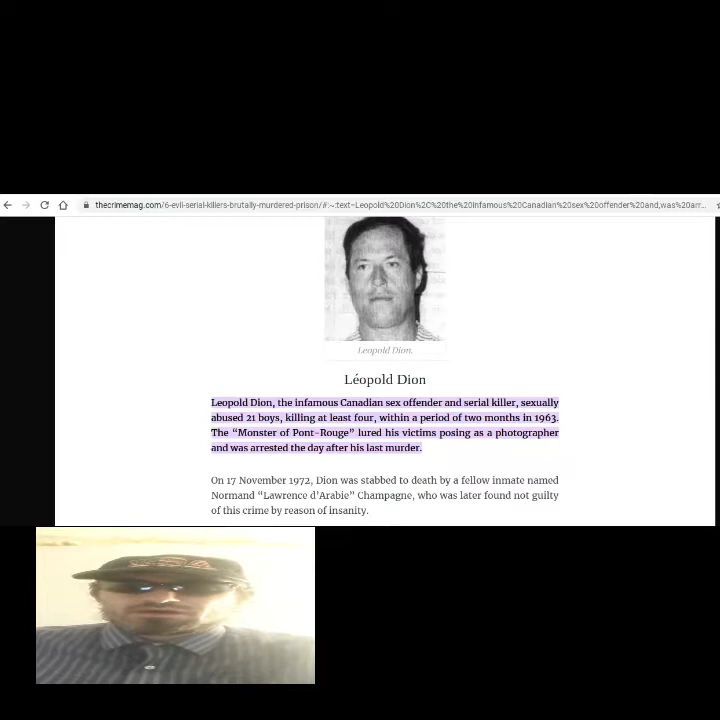 thecrimemag.com/6-evil-serial-killers-brutally-murdered-prison/#:~:text=Leopold%20Dion%2C%20the%20infamous%20Canadian%20sex%20offender%20and,was%20arr...
Leopold Dion.
Léopold Dion
Leopold Dion, the infamous Canadian sex offender and serial killer, sexually
abused 21 boys, killing at least four, within a period of two months in 1963.
The “Monster of Pont-Rouge” lured his victims posing as a photographer
and was arrested the day after his last murder.
On 17 November 1972, Dion was stabbed to death by a fellow inmate named
Normand “Lawrence d’Arabie” Champagne, who was later found not guilty
of this crime by reason of insanity.